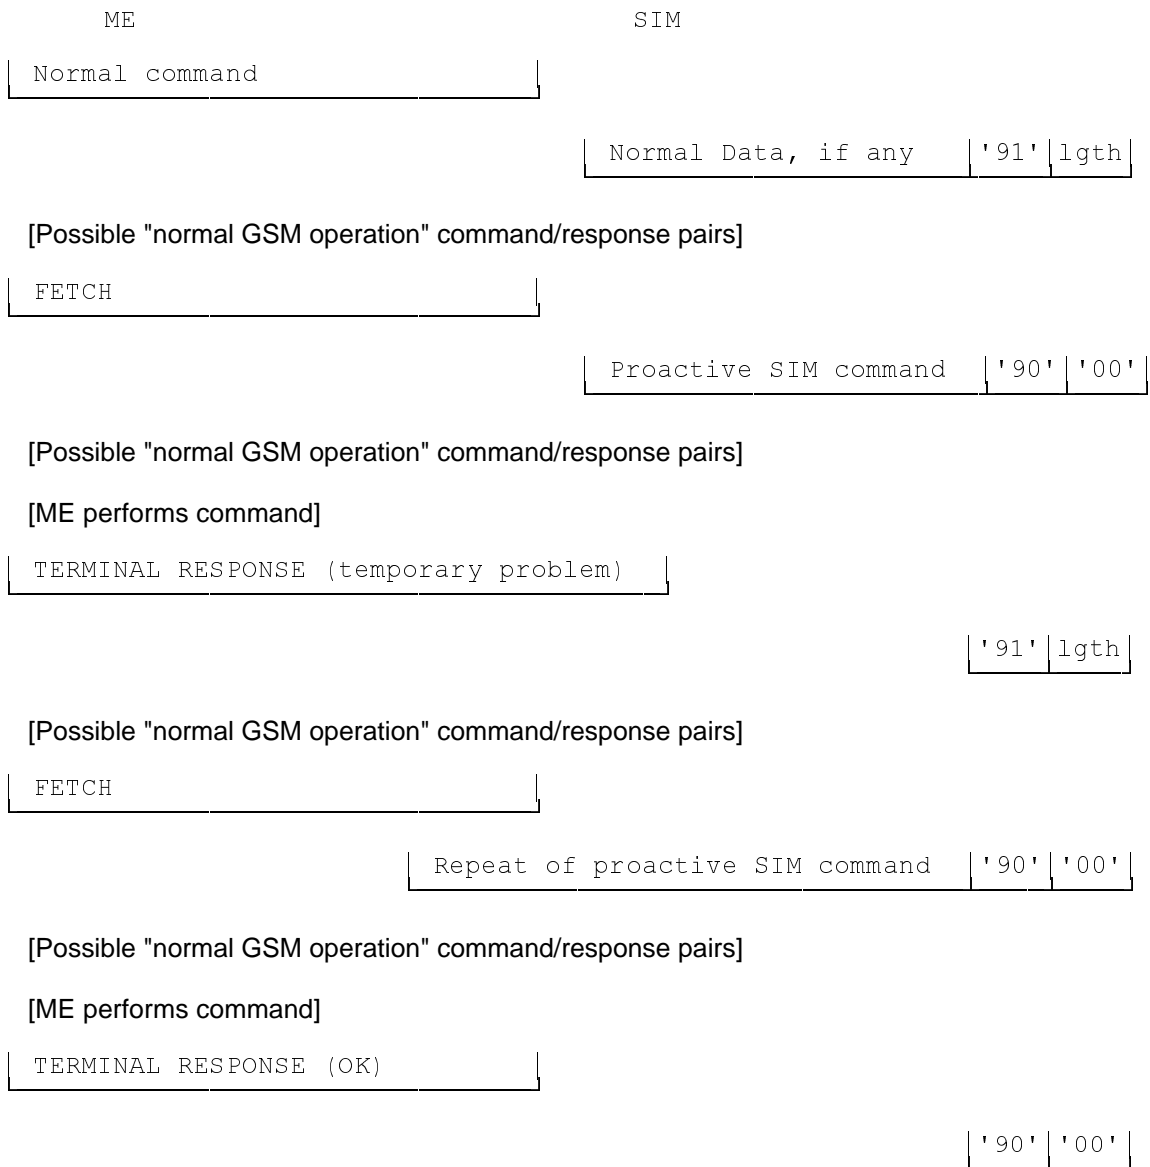 ME SIM
Normal command
Normal Data, if any '91' lgth
[Possible "normal GSM operation" command/response pairs]
FETCH
Proactive SIM command '90' '00'
[Possible "normal GSM operation" command/response pairs]
[ME performs command]
TERMINAL RESPONSE (temporary problem)
'91' lgth
[Possible "normal GSM operation" command/response pairs]
FETCH
Repeat of proactive SIM command '90' '00'
[Possible "normal GSM operation" command/response pairs]
[ME performs command]
TERMINAL RESPONSE (OK)
'90' '00'